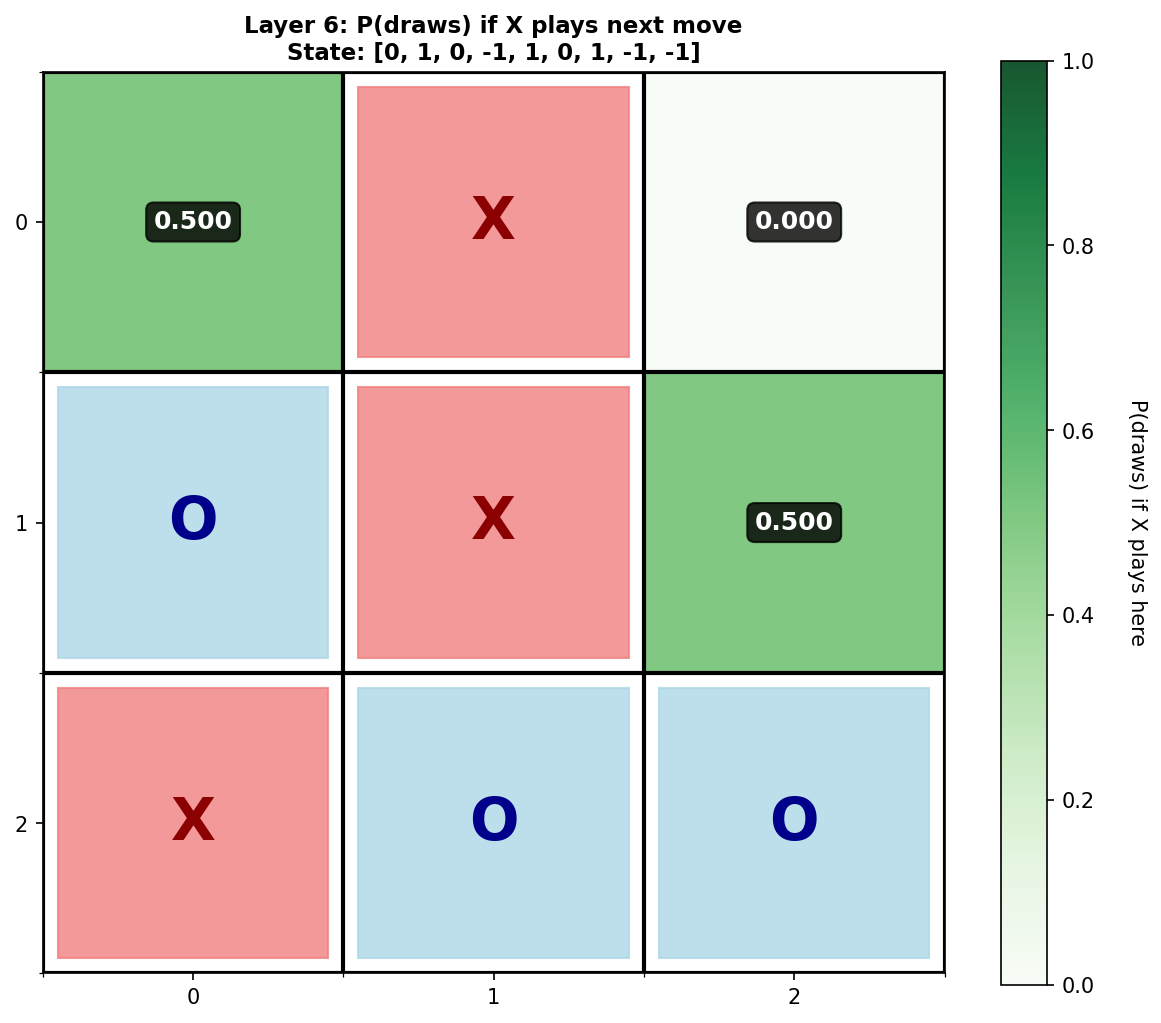 Layer 6: P(draws) if X plays next move
State: [0, 1, 0, -1, 1, 0, 1, -1, -1]
0.500 X 0.000
O X 0.500
X O O
0
1
2
0 1 2
1.0
0.8
0.6
0.4
0.2
0.0
P(draws) if X plays here